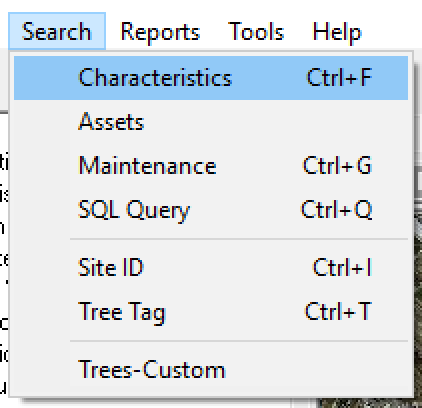 Search Reports Tools Help
Characteristics Ctrl+F
Assets
Maintenance Ctrl+G
SQL Query Ctrl+Q
Site ID Ctrl+I
Tree Tag Ctrl+T
Trees-Custom